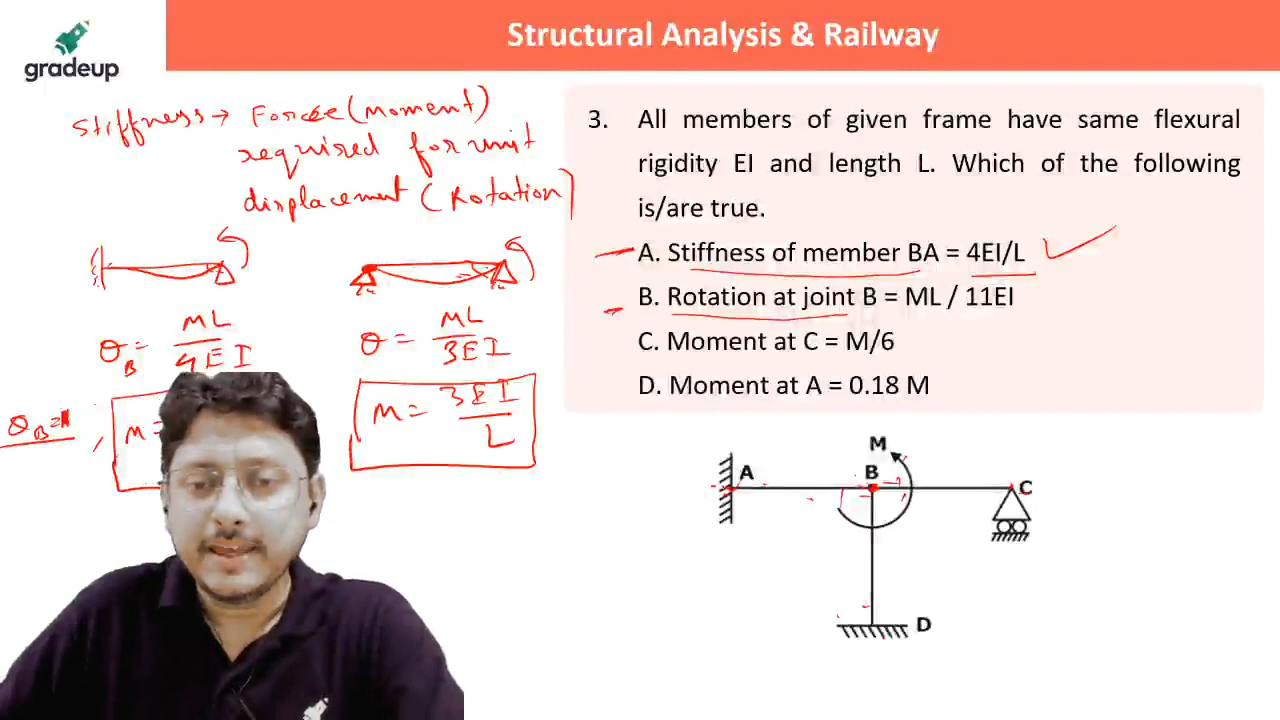 gradeup
Structural Analysis & Railway
stiffness → Force (moment)
required for unit
displacement (Rotation)
θB = ML / 4EI
θ = ML / 3EI
θB = 1, M =
M = 3EI / L
3. All members of given frame have same flexural
rigidity EI and length L. Which of the following
is/are true.
A. Stiffness of member BA = 4EI/L
B. Rotation at joint B = ML / 11EI
C. Moment at C = M/6
D. Moment at A = 0.18 M
M
A
B
C
D